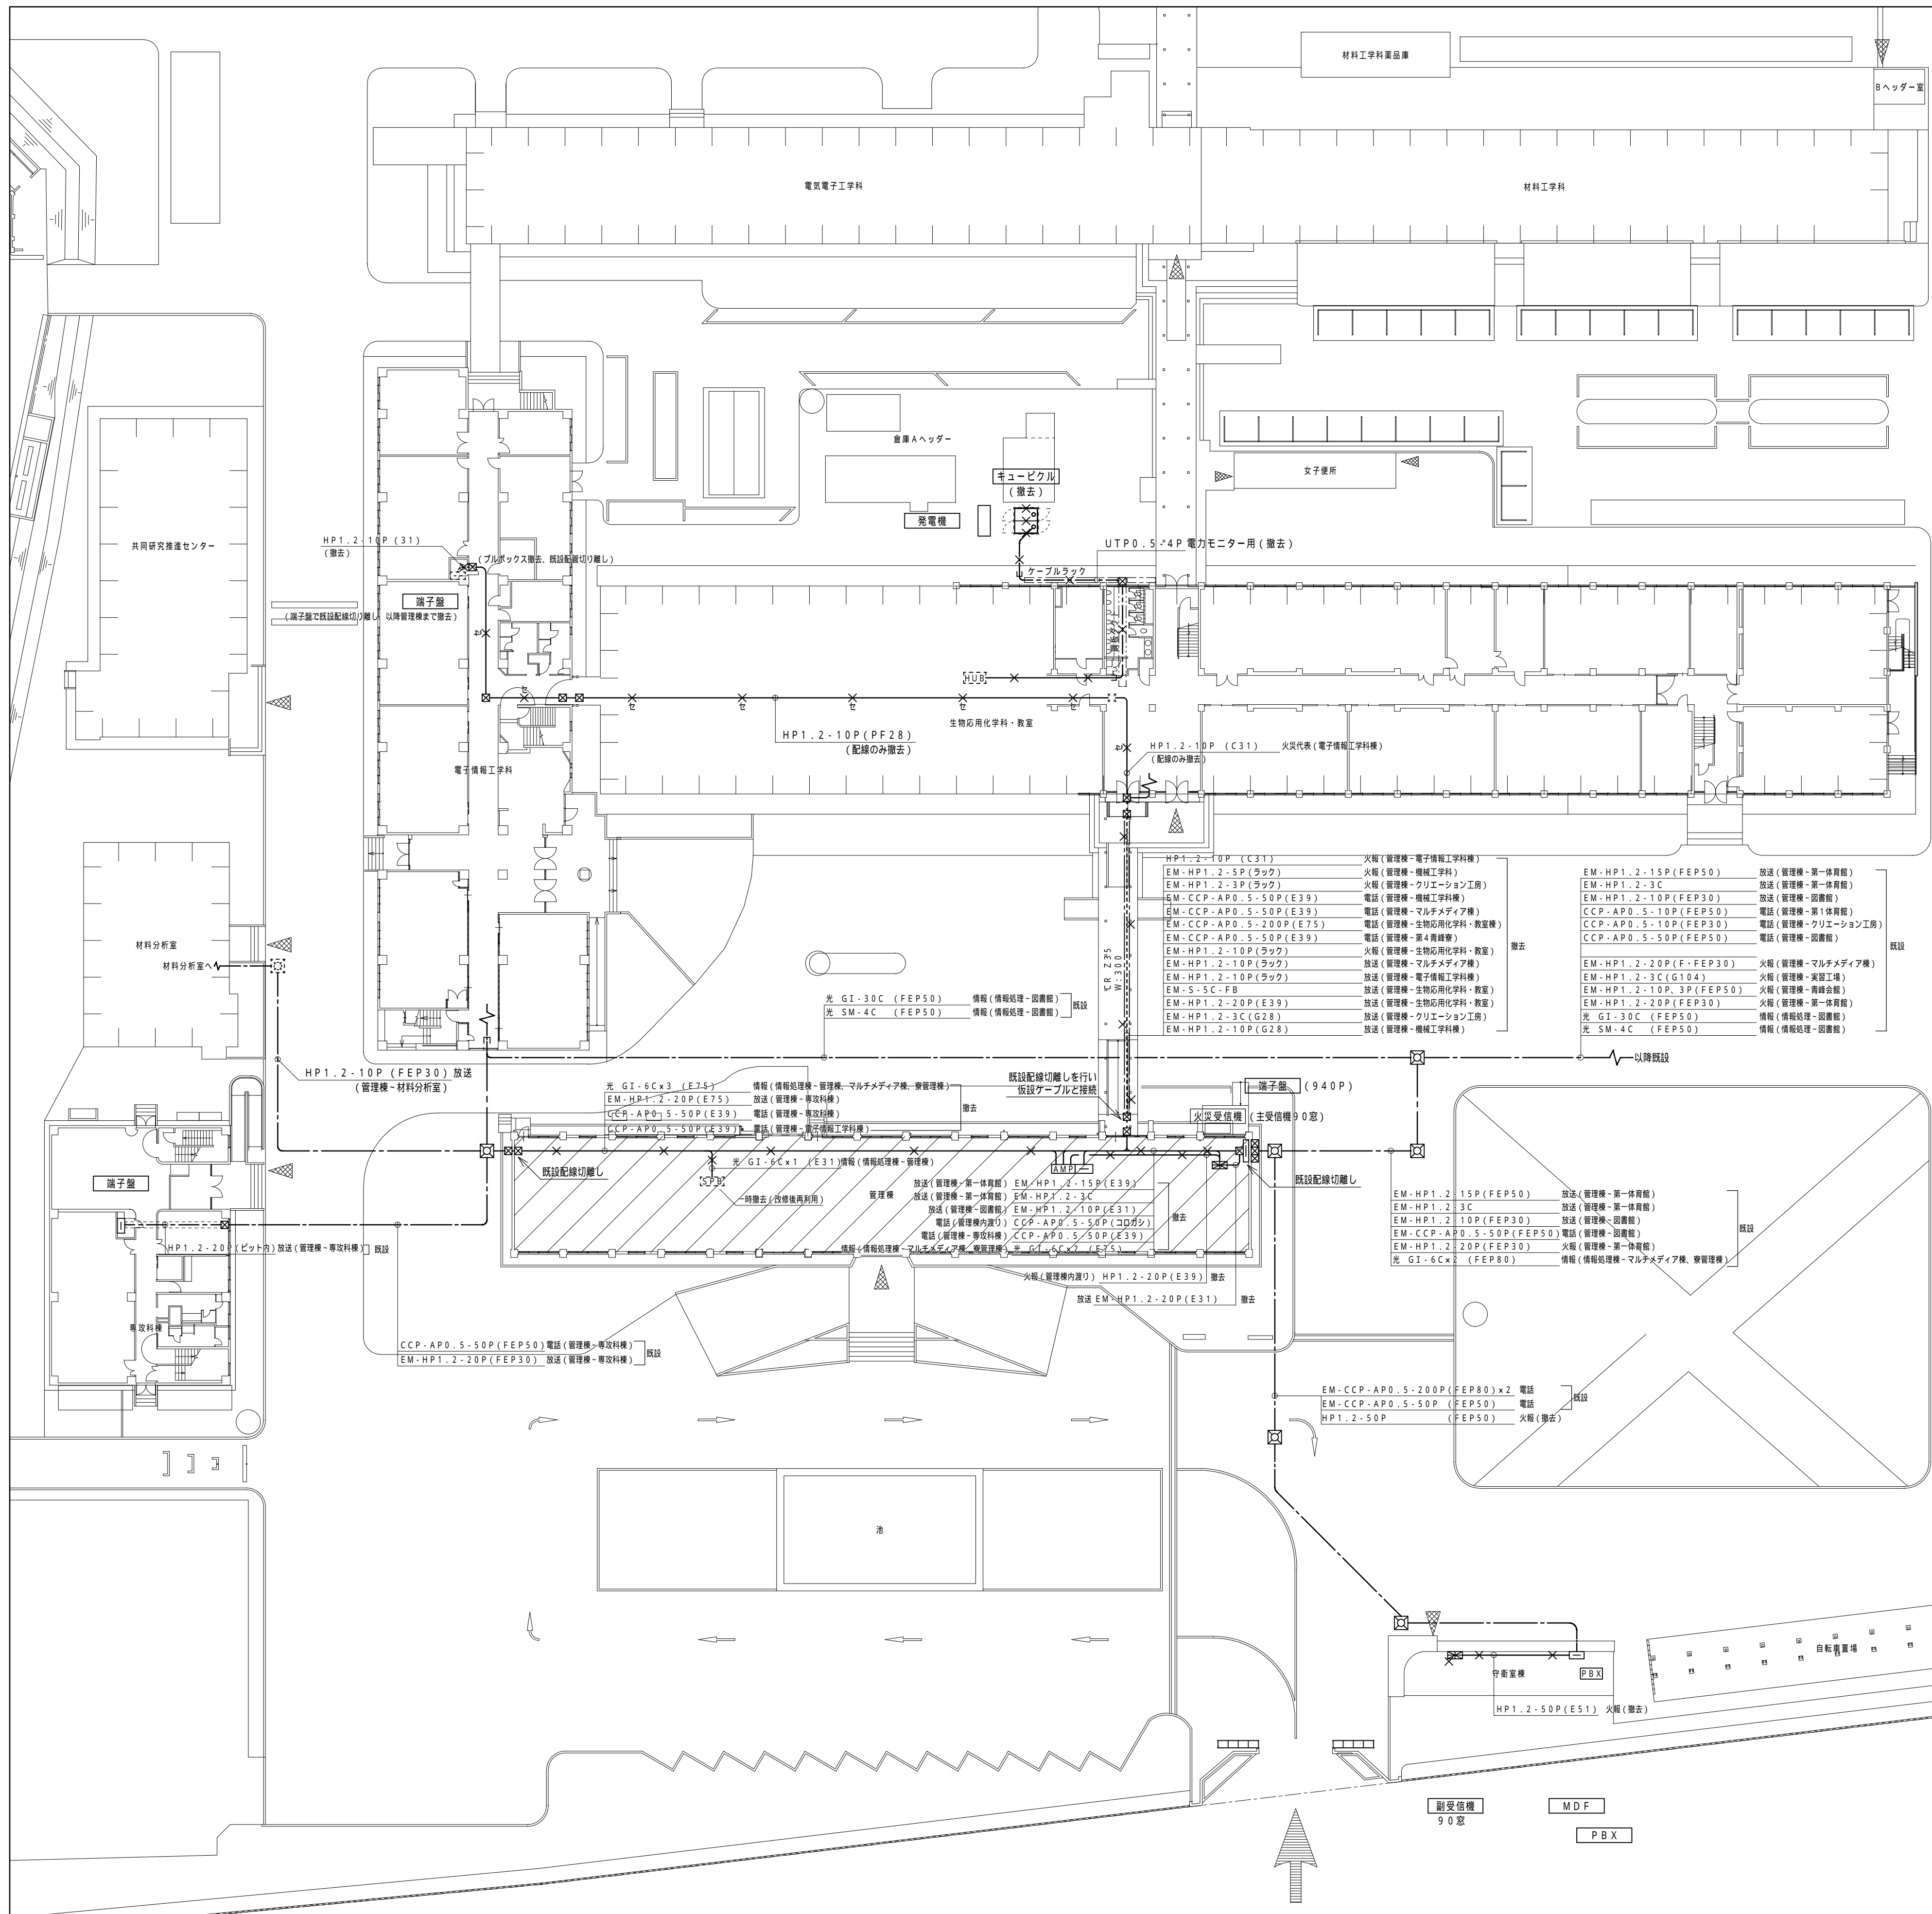 材料工学科薬品庫
Bヘッダー室
電気電子工学科
材料工学科
倉庫Aヘッダー
キュービクル
(撤去)
発電機
女子便所
共同研究推進センター
HP1.2-10P (31)
(撤去)
(プルボックス撤去、既設配管切り離し)
UTP0.5-4P 電力モニター用(撤去)
ケーブルラック
端子盤
(端子盤で既設配線切り離し 以降管理棟まで撤去)
HUB
セ
セ
セ
セ
セ
セ
セ
セ
生物応用化学科・教室
HP1.2-10P(PF28)
(配線のみ撤去)
HP1.2-10P (C31) 火災代表(電子情報工学科棟)
(配線のみ撤去)
電子情報工学科
HP1.2-10P (C31) 火報(管理棟~電子情報工学科棟)
EM-HP1.2-5P(ラック) 火報(管理棟~機械工学科)
EM-HP1.2-3P(ラック) 火報(管理棟~クリエーション工房)
EM-CCP-AP0.5-50P(E39) 電話(管理棟~機械工学科棟)
EM-CCP-AP0.5-50P(E39) 電話(管理棟~マルチメディア棟)
EM-CCP-AP0.5-200P(E75) 電話(管理棟~生物応用化学科・教室棟)
EM-CCP-AP0.5-50P(E39) 電話(管理棟~第4青峰寮)
EM-HP1.2-10P(ラック) 火報(管理棟~生物応用化学科・教室)
EM-HP1.2-10P(ラック) 放送(管理棟~マルチメディア棟)
EM-HP1.2-10P(ラック) 放送(管理棟~電子情報工学科棟)
EM-S-5C-FB 放送(管理棟~生物応用化学科・教室)
EM-HP1.2-20P(E39) 放送(管理棟~生物応用化学科・教室)
EM-HP1.2-3C(G28) 放送(管理棟~クリエーション工房)
EM-HP1.2-10P(G28) 放送(管理棟~機械工学科棟)
撤去
EM-HP1.2-15P(FEP50) 放送(管理棟~第一体育館)
EM-HP1.2-3C 放送(管理棟~第一体育館)
EM-HP1.2-10P(FEP30) 放送(管理棟~図書館)
CCP-AP0.5-10P(FEP50) 電話(管理棟~第1体育館)
CCP-AP0.5-10P(FEP30) 電話(管理棟~クリエーション工房)
CCP-AP0.5-50P(FEP50) 電話(管理棟~図書館)
EM-HP1.2-20P(F・FEP30) 火報(管理棟~マルチメディア棟)
EM-HP1.2-3C(G104) 火報(管理棟~実習工場)
EM-HP1.2-10P、3P(FEP50) 火報(管理棟~青峰会館)
EM-HP1.2-20P(FEP30) 火報(管理棟~第一体育館)
光 GI-30C (FEP50) 情報(情報処理~図書館)
光 SM-4C (FEP50) 情報(情報処理~図書館)
既設
材料分析室
材料分析室へ
W:300
光 GI-30C (FEP50) 情報(情報処理~図書館)
光 SM-4C (FEP50) 情報(情報処理~図書館)
既設
以降既設
HP1.2-10P (FEP30) 放送
(管理棟~材料分析室)
光 GI-6C×3 (E75) 情報(情報処理棟~管理棟、マルチメディア棟、寮管理棟)
EM-HP1.2-20P(E75) 放送(管理棟~専攻科棟)
CCP-AP0.5-50P(E39) 電話(管理棟~専攻科棟)
CCP-AP0.5-50P(E39) 電話(管理棟~電子情報工学科棟)
撤去
既設配線切離しを行い
仮設ケーブルと接続
端子盤 (940P)
火災受信機 (主受信機90窓)
既設配線切離し
光 GI-6C×1 (E31)情報(情報処理棟~管理棟)
SPB
一時撤去(改修後再利用)
管理棟
AMP
既設配線切離し
放送(管理棟~第一体育館) EM-HP1.2-15P(E39)
放送(管理棟~第一体育館) EM-HP1.2-3C
放送(管理棟~図書館) EM-HP1.2-10P(E31)
電話(管理棟内渡り) CCP-AP0.5-50P(コロガシ)
電話(管理棟~専攻科棟) CCP-AP0.5-50P(E39)
情報(情報処理棟~マルチメディア棟、寮管理棟) 光 GI-6C×2 (E75)
撤去
火報(管理棟内渡り) HP1.2-20P(E39) 撤去
放送 EM-HP1.2-20P(E31) 撤去
EM-HP1.2-15P(FEP50) 放送(管理棟~第一体育館)
EM-HP1.2-3C 放送(管理棟~第一体育館)
EM-HP1.2-10P(FEP30) 放送(管理棟~図書館)
EM-CCP-AP0.5-50P(FEP50) 電話(管理棟~図書館)
EM-HP1.2-20P(FEP30) 火報(管理棟~第一体育館)
光 GI-6C×2 (FEP80) 情報(情報処理棟~マルチメディア棟、寮管理棟)
既設
端子盤
HP1.2-20P(ピット内) 放送(管理棟~専攻科棟) 既設
専攻科棟
CCP-AP0.5-50P(FEP50) 電話(管理棟~専攻科棟)
EM-HP1.2-20P(FEP30) 放送(管理棟~専攻科棟)
既設
EM-CCP-AP0.5-200P(FEP80)×2 電話
EM-CCP-AP0.5-50P (FEP50) 電話
HP1.2-50P (FEP50) 火報(撤去)
既設
池
守衛室棟
PBX
自転車置場
HP1.2-50P(E51) 火報(撤去)
副受信機
90窓
MDF
PBX